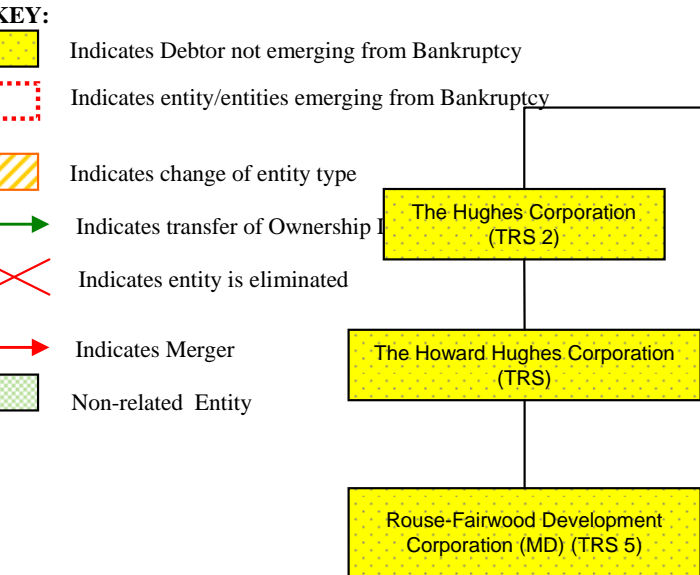 KEY:
Indicates Debtor not emerging from Bankruptcy
Indicates entity/entities emerging from Bankruptcy
Indicates change of entity type
Indicates transfer of Ownership
Indicates entity is eliminated
Indicates Merger
Non-related Entity
The Hughes Corporation
(TRS 2)
The Howard Hughes Corporation
(TRS)
Rouse-Fairwood Development
Corporation (MD) (TRS 5)